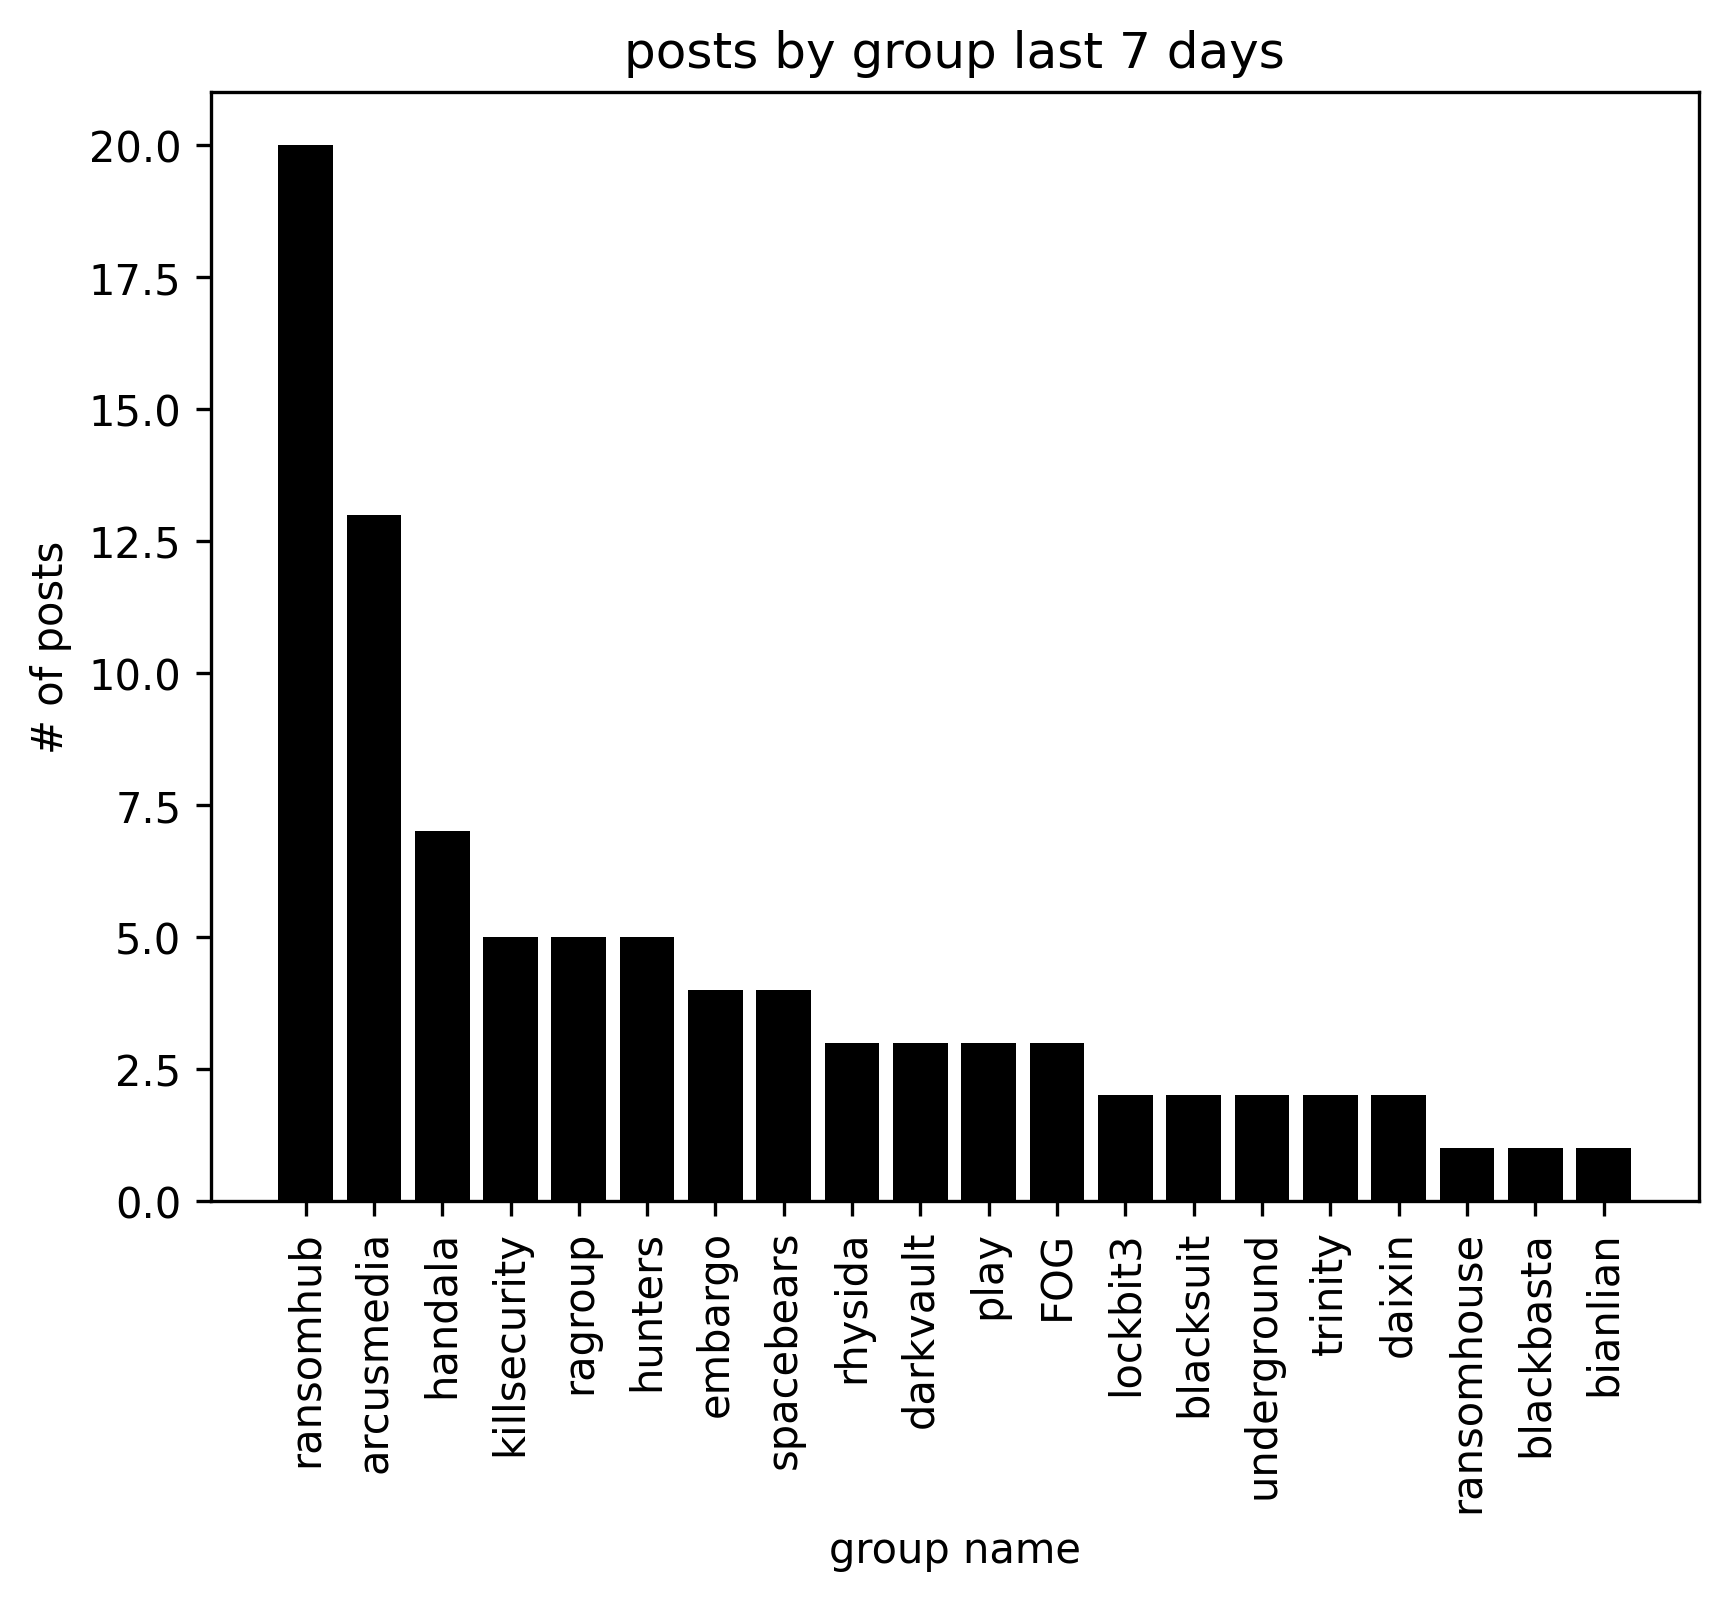 posts by group last 7 days
# of posts
20.0
17.5
15.0
12.5
10.0
7.5
5.0
2.5
0.0
ransomhub
arcusmedia
handala
killsecurity
ragroup
hunters
embargo
spacebears
rhysida
darkvault
play
FOG
lockbit3
blacksuit
underground
trinity
daixin
ransomhouse
blackbasta
bianlian
group name